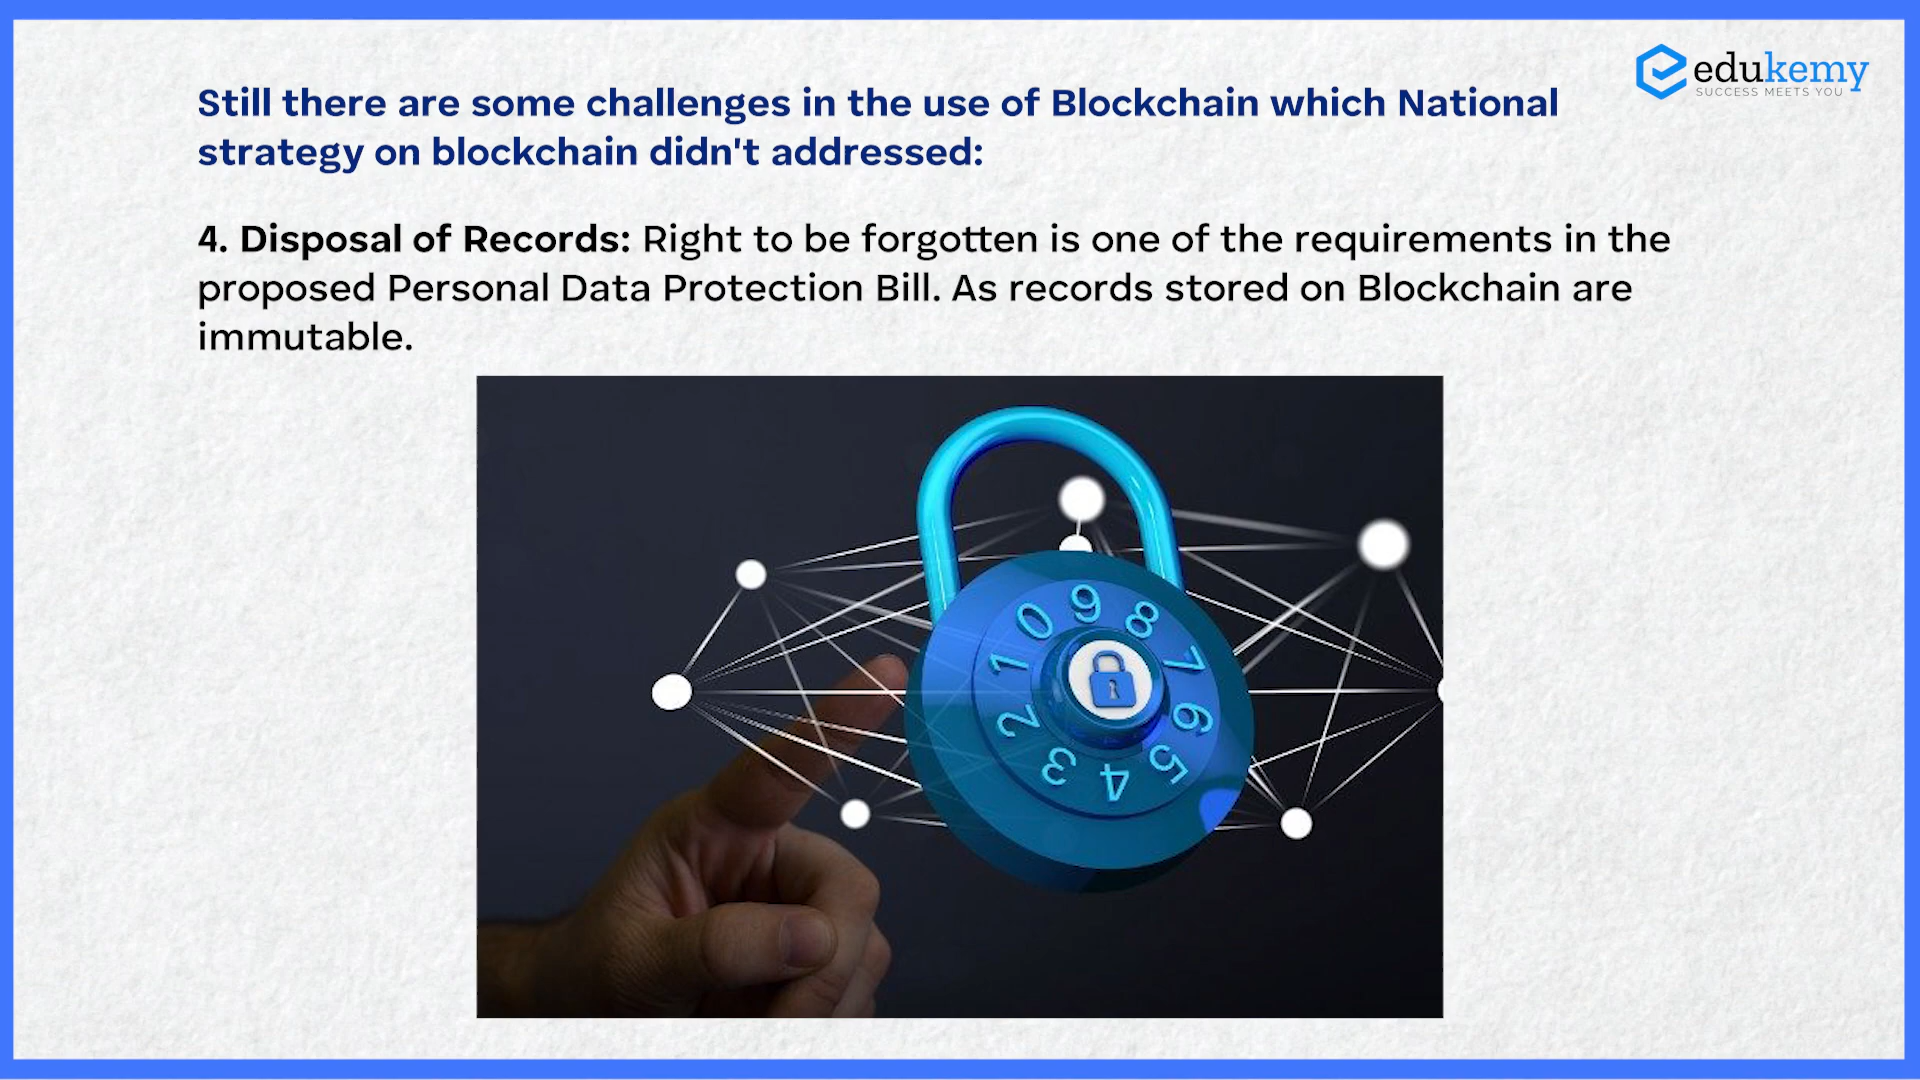 edukemy
SUCCESS MEETS YOU
Still there are some challenges in the use of Blockchain which National
strategy on blockchain didn't addressed:
4. Disposal of Records: Right to be forgotten is one of the requirements in the
proposed Personal Data Protection Bill. As records stored on Blockchain are
immutable.
0 9 8 7 6 5 4 3 2 1